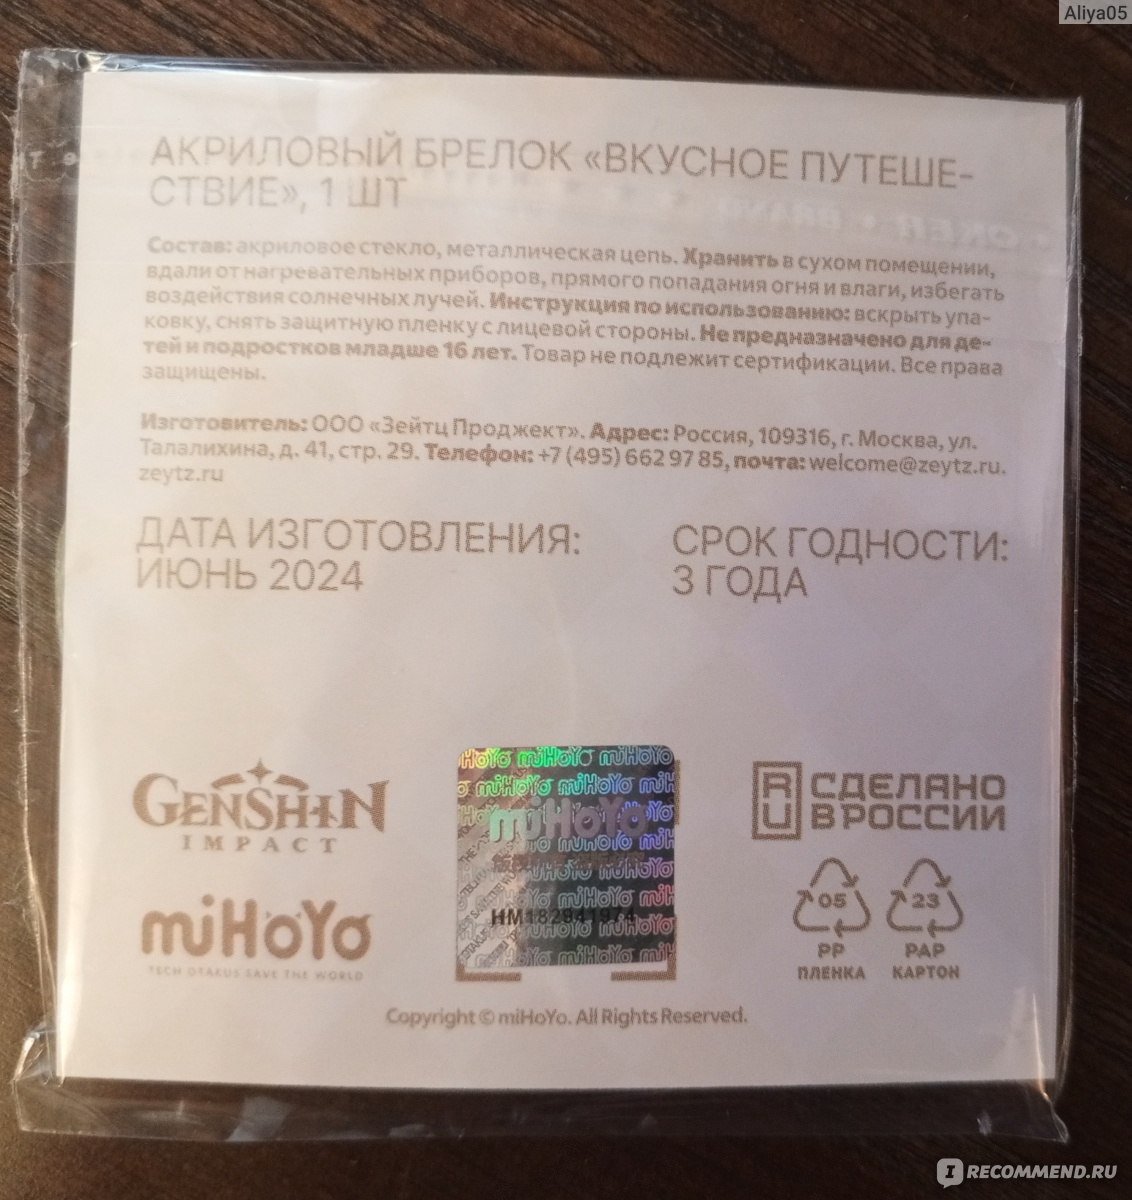 Aliya05
АКРИЛОВЫЙ БРЕЛОК «ВКУСНОЕ ПУТЕШЕ-
СТВИЕ», 1 ШТ
Состав: акриловое стекло, металлическая цепь. Хранить в сухом помещении,
вдали от нагревательных приборов, прямого попадания огня и влаги, избегать
воздействия солнечных лучей. Инструкция по использованию: вскрыть упа-
ковку, снять защитную пленку с лицевой стороны. Не предназначено для де-
тей и подростков младше 16 лет. Товар не подлежит сертификации. Все права
защищены.
Изготовитель: ООО «Зейтц Проджект». Адрес: Россия, 109316, г. Москва, ул.
Талалихина, д. 41, стр. 29. Телефон: +7 (495) 662 97 85, почта: welcome@zeytz.ru.
zeytz.ru
ДАТА ИЗГОТОВЛЕНИЯ:
ИЮНЬ 2024
СРОК ГОДНОСТИ:
3 ГОДА
GENSHIN
IMPACT
miHoYo
TECH OTAKUS SAVE THE WORLD
miHoYo miHoYo
miHoYo miHoYo
miHoYo
СДЕЛАНО
В РОССИИ
05
PP
ПЛЕНКА
23
PAP
КАРТОН
Copyright © miHoYo. All Rights Reserved.
IRECOMMEND.RU